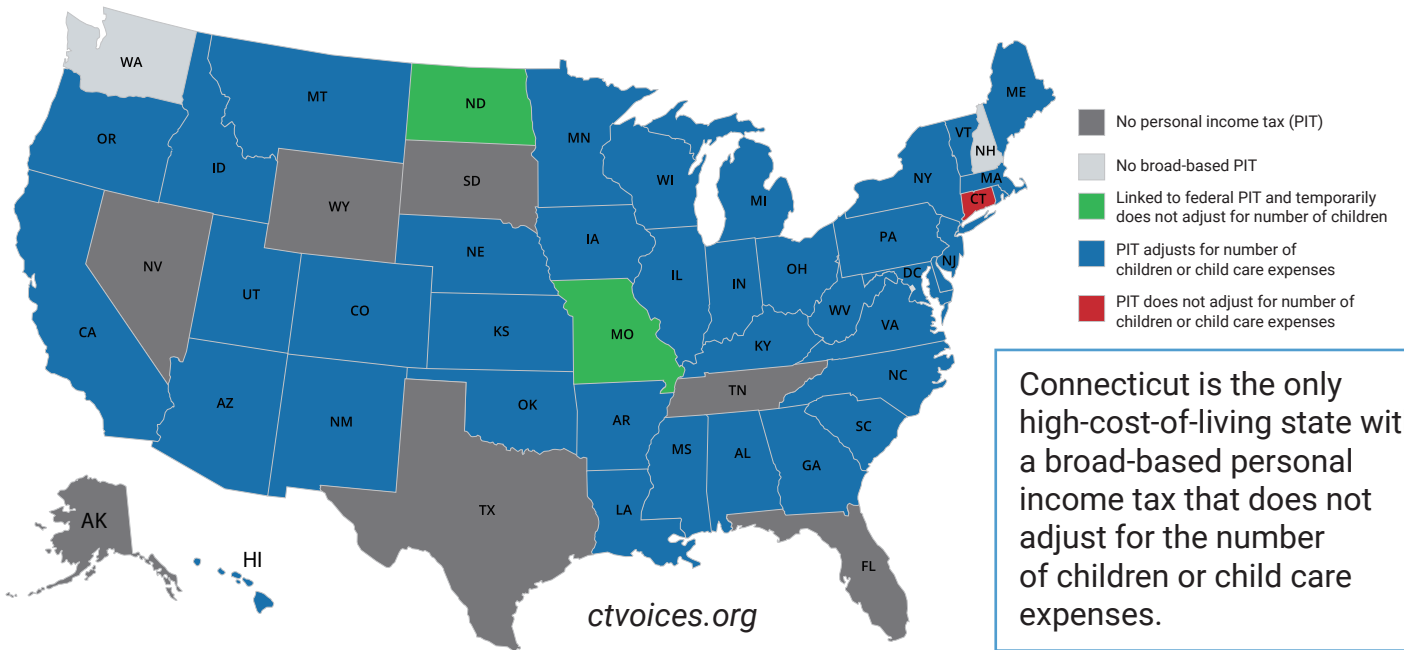 WA
OR
CA
ID
NV
MT
WY
UT
AZ
CO
NM
ND
SD
NE
KS
OK
TX
MN
IA
MO
AR
LA
WI
IL
MS
MI
IN
KY
TN
AL
OH
WV
VA
NC
SC
GA
FL
PA
NY
VT
NH
ME
MA
CT
NJ
DC
AK
HI
No personal income tax (PIT)
No broad-based PIT
Linked to federal PIT and temporarily
does not adjust for number of children
PIT adjusts for number of
children or child care expenses
PIT does not adjust for number of
children or child care expenses
Connecticut is the only
high-cost-of-living state wit
a broad-based personal
income tax that does not
adjust for the number
of children or child care
expenses.
ctvoices.org